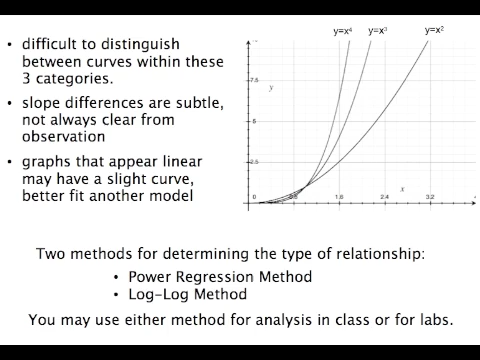 y=x⁴ y=x³ y=x²
• difficult to distinguish
between curves within these
3 categories.
• slope differences are subtle,
not always clear from
observation
• graphs that appear linear
may have a slight curve,
better fit another model
y
7.5
5
2.5
x
0 0.8 1.6 2.4 3.2
Two methods for determining the type of relationship:
• Power Regression Method
• Log-Log Method
You may use either method for analysis in class or for labs.